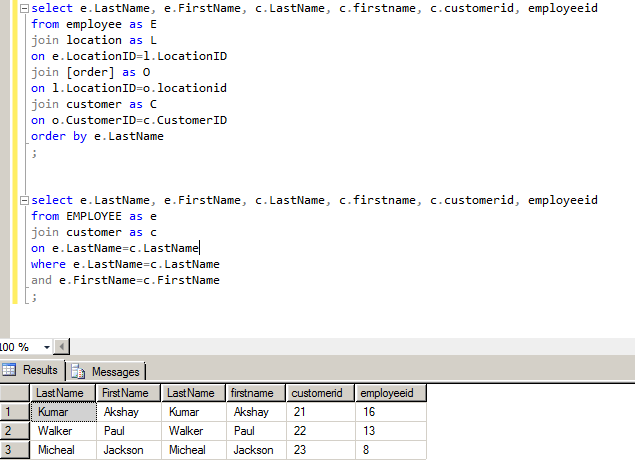 select e.LastName, e.FirstName, c.LastName, c.firstname, c.customerid, employeeid
from employee as E
join location as L
on e.LocationID=l.LocationID
join [order] as O
on l.LocationID=o.locationid
join customer as C
on o.CustomerID=c.CustomerID
order by e.LastName
;
select e.LastName, e.FirstName, c.LastName, c.firstname, c.customerid, employeeid
from EMPLOYEE as e
join customer as c
on e.LastName=c.LastName
where e.LastName=c.LastName
and e.FirstName=c.FirstName
;
100 %
Results Messages
LastName FirstName LastName firstname customerid employeeid
1 Kumar Akshay Kumar Akshay 21 16
2 Walker Paul Walker Paul 22 13
3 Micheal Jackson Micheal Jackson 23 8